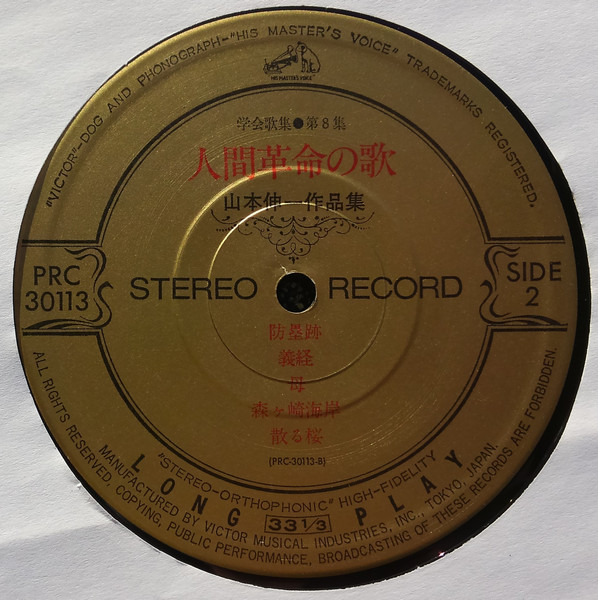 "VICTOR"-DOG AND PHONOGRAPH-"HIS MASTER'S VOICE" TRADEMARKS REGISTERED.
HIS MASTER'S VOICE
学会歌集●第8集
人間革命の歌
山本伸一作品集
PRC
30113
STEREO RECORD
SIDE
2
防塁跡
義経
母
森ヶ崎海岸
散る桜
(PRC-30113-B)
"STEREO-ORTHOPHONIC" HIGH-FIDELITY
LONG 33 1/3 PLAY
MANUFACTURED BY VICTOR MUSICAL INDUSTRIES, INC., TOKYO, JAPAN.
ALL RIGHTS RESERVED, COPYING, PUBLIC PERFORMANCE, BROADCASTING OF THESE RECORDS ARE FORBIDDEN.